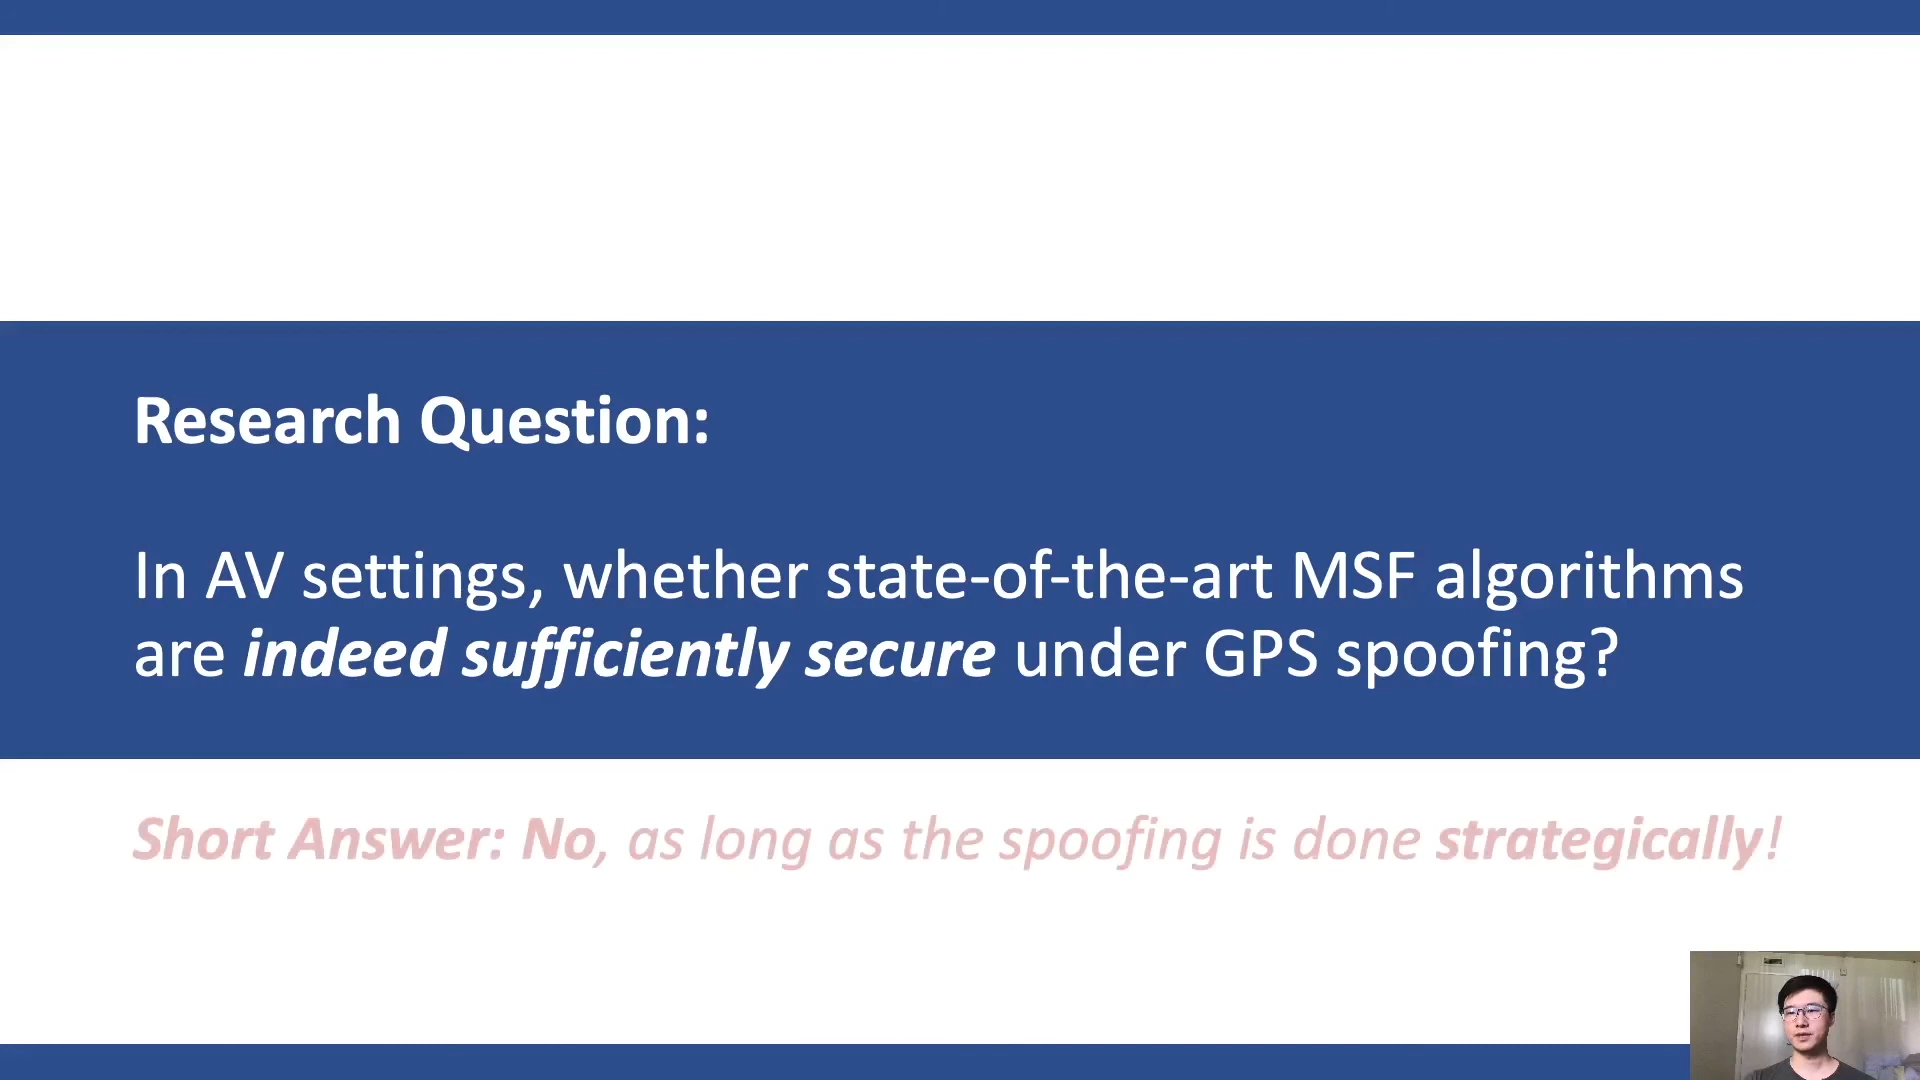 Research Question:
In AV settings, whether state-of-the-art MSF algorithms
are indeed sufficiently secure under GPS spoofing?
Short Answer: No, as long as the spoofing is done strategically!